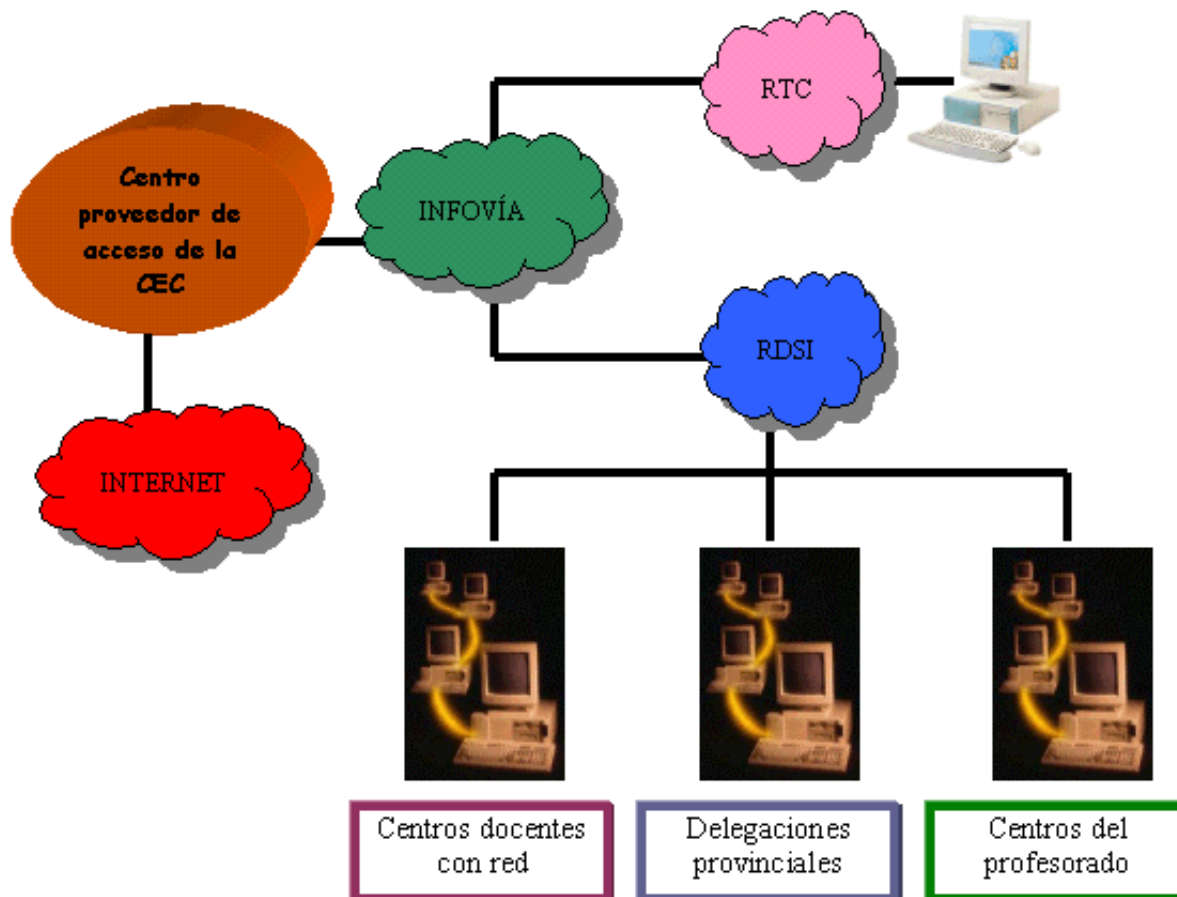 RTC
Centro
proveedor de
acceso de la
CEC
INFOVÍA
RDSI
INTERNET
Centros docentes
con red
Delegaciones
provinciales
Centros del
profesorado